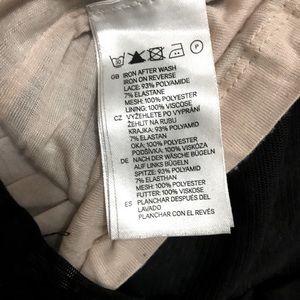 P
GB IRON AFTER WASH
IRON ON REVERSE
LACE: 93% POLYAMIDE
7% ELASTANE
MESH: 100% POLYESTER
LINING: 100% VISCOSE
CZ VYŽEHLETE PO VYPRÁNÍ
ŽEHLIT NA RUBU
KRAJKA: 93% POLYAMID
7% ELASTAN
OKA: 100% POLYESTER
PODŠÍVKA: 100% VISKÓZA
DE NACH DER WÄSCHE BÜGELN
AUF LINKS BÜGELN
SPITZE: 93% POLYAMID
7% ELASTHAN
MESH: 100% POLYESTER
FUTTER: 100% VISKOSE
ES PLANCHAR DESPUÉS DEL
LAVADO
PLANCHAR CON EL REVÉS